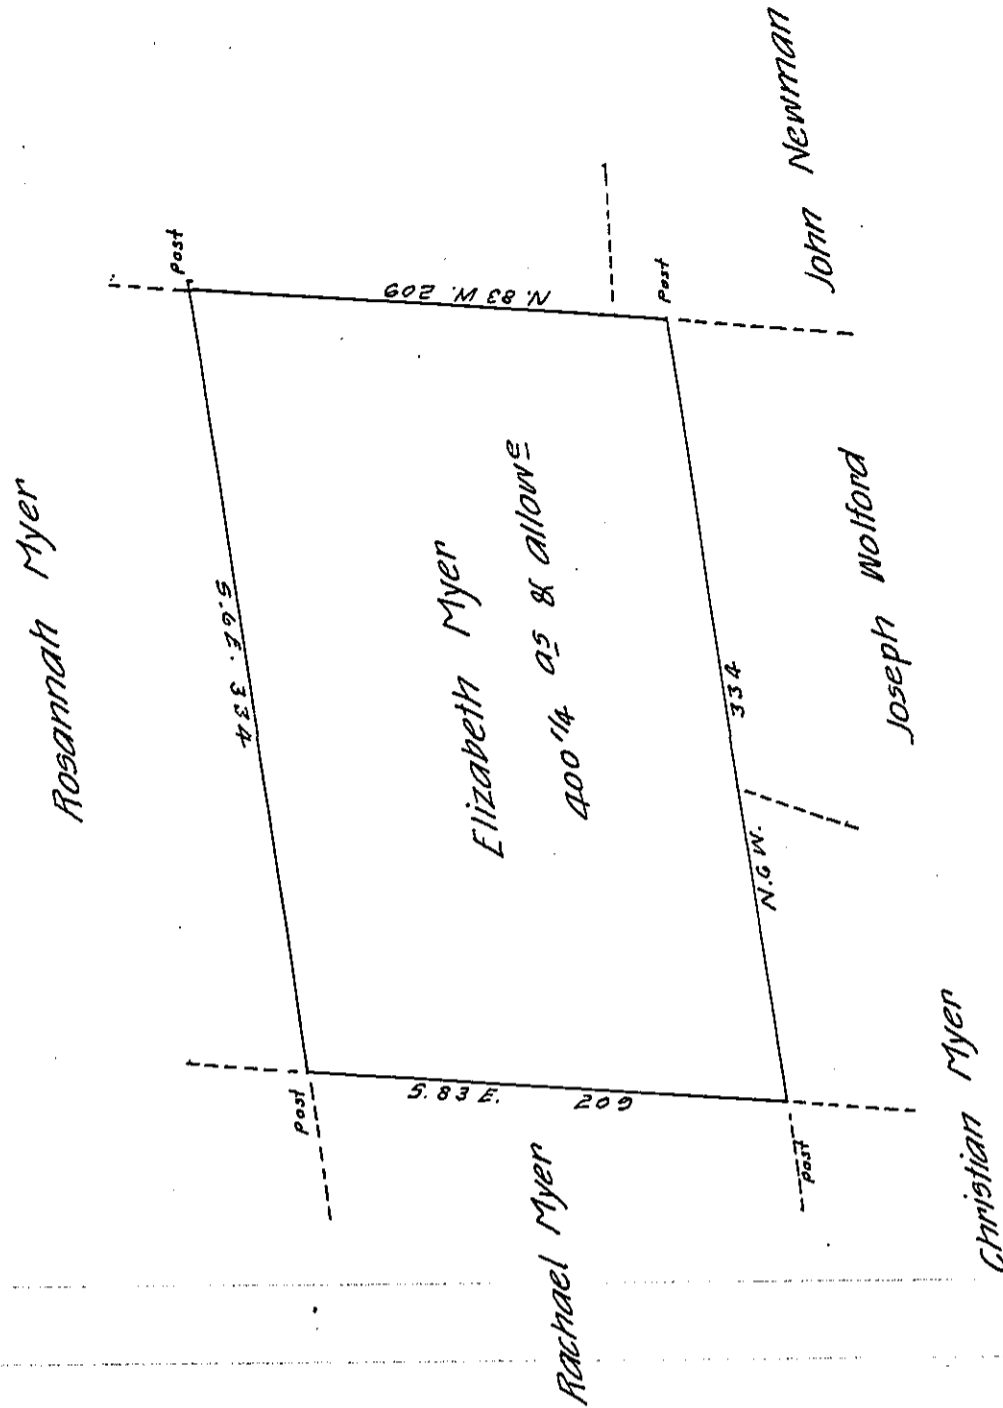 Rosannah Myer
Post
S. 6 E. 334
N. 83 W. 209
Elizabeth Myer
400 1/4 aˢ & allowᵉ
Post
John Newman
N. 6 W. 334
Joseph Wolford
Post
S. 83 E. 209
Post
Rachael Myer
Christian Myer